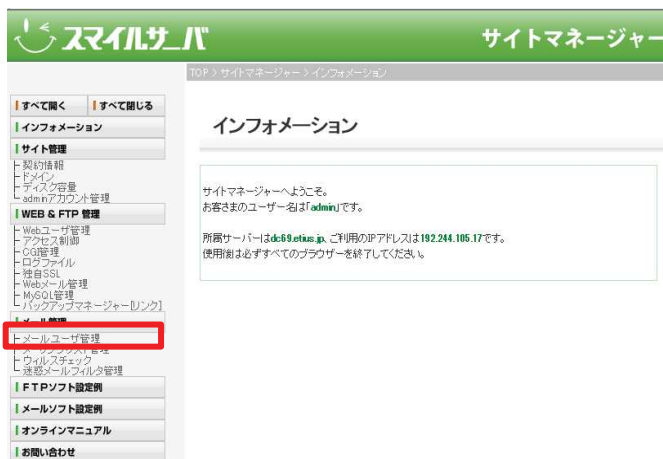 スマイルサーバ
サイトマネージャー
TOP > サイトマネージャー > インフォメーション
すべて開く
すべて閉じる
インフォメーション
インフォメーション
サイト管理
契約情報
ドメイン
ディスク容量
adminアカウント管理
サイトマネージャーへようこそ。
お客さまのユーザー名は「admin」です。
所属サーバーはdc69.etius.jp、ご利用のIPアドレスは192.244.105.17です。
使用後は必ずすべてのブラウザーを終了してください。
WEB & FTP 管理
Webユーザ管理
アクセス制御
CGI管理
ログファイル
独自SSL
Webメール管理
MySQL管理
バックアップマネージャー[リンク]
メール管理
メールユーザ管理
ウィルスチェック
迷惑メールフィルタ管理
FTPソフト設定例
メールソフト設定例
オンラインマニュアル
お問い合わせ